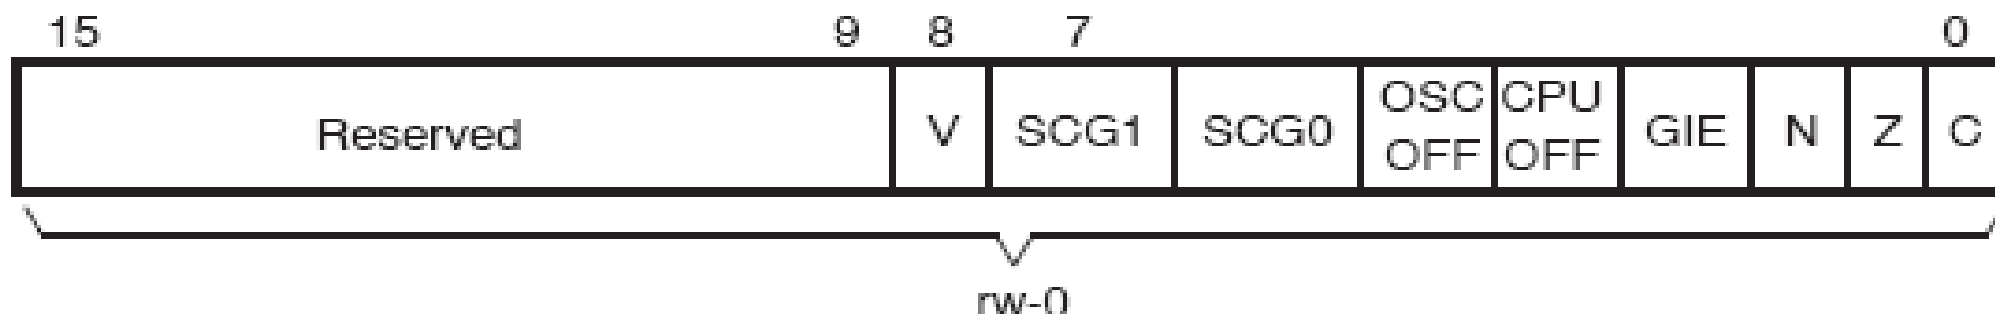 15 9 8 7 0
Reserved V SCG1 SCG0 OSC OFF CPU OFF GIE N Z C
rw-0